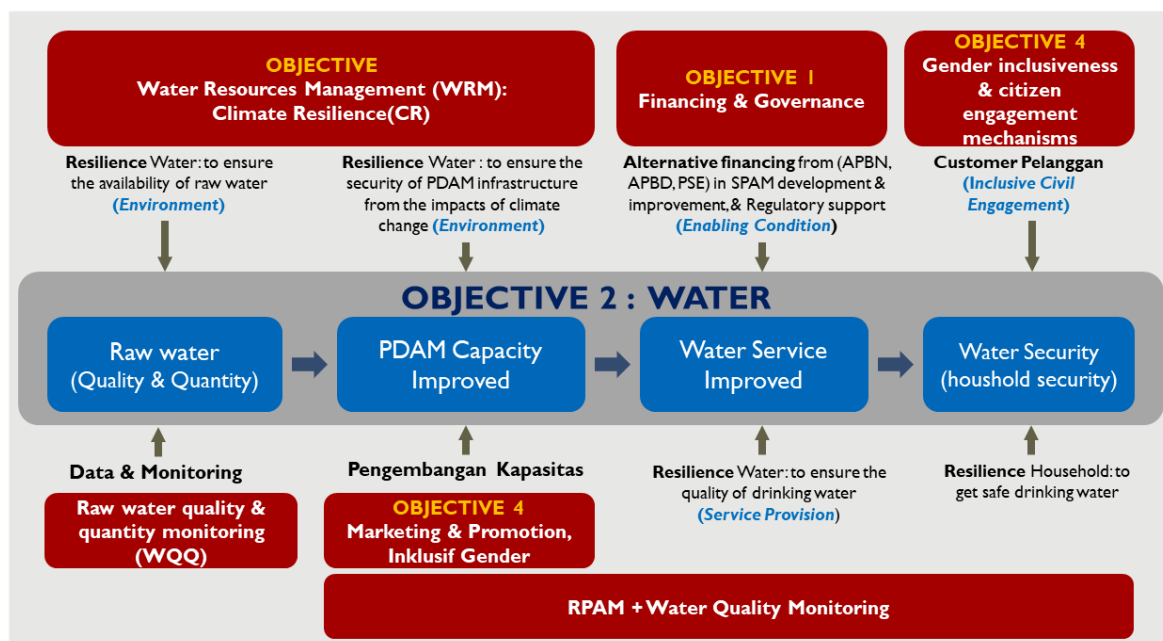 OBJECTIVE
Water Resources Management (WRM):
Climate Resilience(CR)
OBJECTIVE 1
Financing & Governance
OBJECTIVE 4
Gender inclusiveness
& citizen
engagement
mechanisms
Resilience Water: to ensure
the availability of raw water
(Environment)
Resilience Water : to ensure the
security of PDAM infrastructure
from the impacts of climate
change (Environment)
Alternative financing from (APBN,
APBD, PSE) in SPAM development &
improvement, & Regulatory support
(Enabling Condition)
Customer Pelanggan
(Inclusive Civil
Engagement)
OBJECTIVE 2 : WATER
Raw water
(Quality & Quantity)
PDAM Capacity
Improved
Water Service
Improved
Water Security
(houshold security)
Data & Monitoring
Raw water quality &
quantity monitoring
(WQQ)
Pengembangan Kapasitas
OBJECTIVE 4
Marketing & Promotion,
Inklusif Gender
Resilience Water: to ensure the
quality of drinking water
(Service Provision)
Resilience Household: to
get safe drinking water
RPAM + Water Quality Monitoring